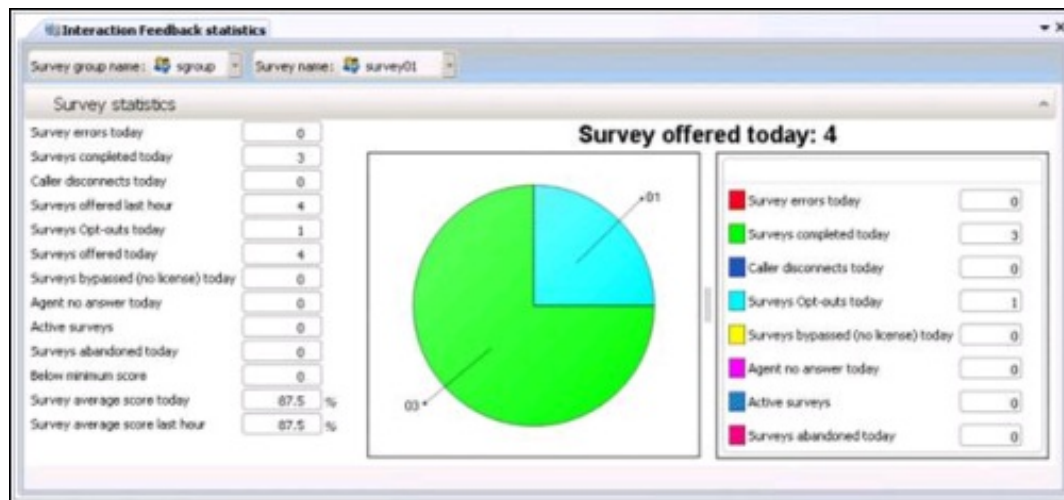 Interaction Feedback statistics
Survey group name: sgroup Survey name: survey01
Survey statistics
Survey errors today 0
Surveys completed today 3
Caller disconnects today 0
Surveys offered last hour 4
Surveys Opt-outs today 1
Surveys offered today 4
Surveys bypassed (no license) today 0
Agent no answer today 0
Active surveys 0
Surveys abandoned today 0
Below minimum score 0
Survey average score today 87.5 %
Survey average score last hour 87.5 %
Survey offered today: 4
01
03
Survey errors today 0
Surveys completed today 3
Caller disconnects today 0
Surveys Opt-outs today 1
Surveys bypassed (no license) today 0
Agent no answer today 0
Active surveys 0
Surveys abandoned today 0